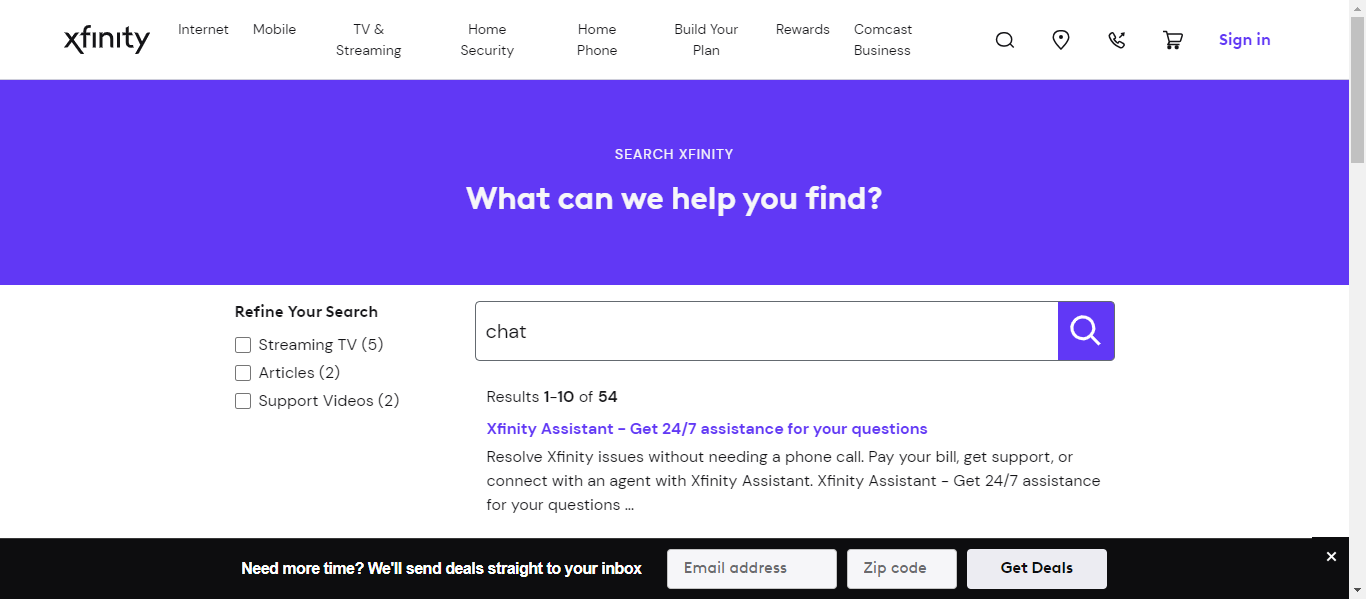 xfinity
Internet
Mobile
TV &
Streaming
Home
Security
Home
Phone
Build Your
Plan
Rewards
Comcast
Business
Sign in
SEARCH XFINITY
What can we help you find?
Refine Your Search
Streaming TV (5)
Articles (2)
Support Videos (2)
chat
Results 1-10 of 54
Xfinity Assistant - Get 24/7 assistance for your questions
Resolve Xfinity issues without needing a phone call. Pay your bill, get support, or
connect with an agent with Xfinity Assistant. Xfinity Assistant - Get 24/7 assistance
for your questions ...
Need more time? We'll send deals straight to your inbox
Email address
Zip code
Get Deals